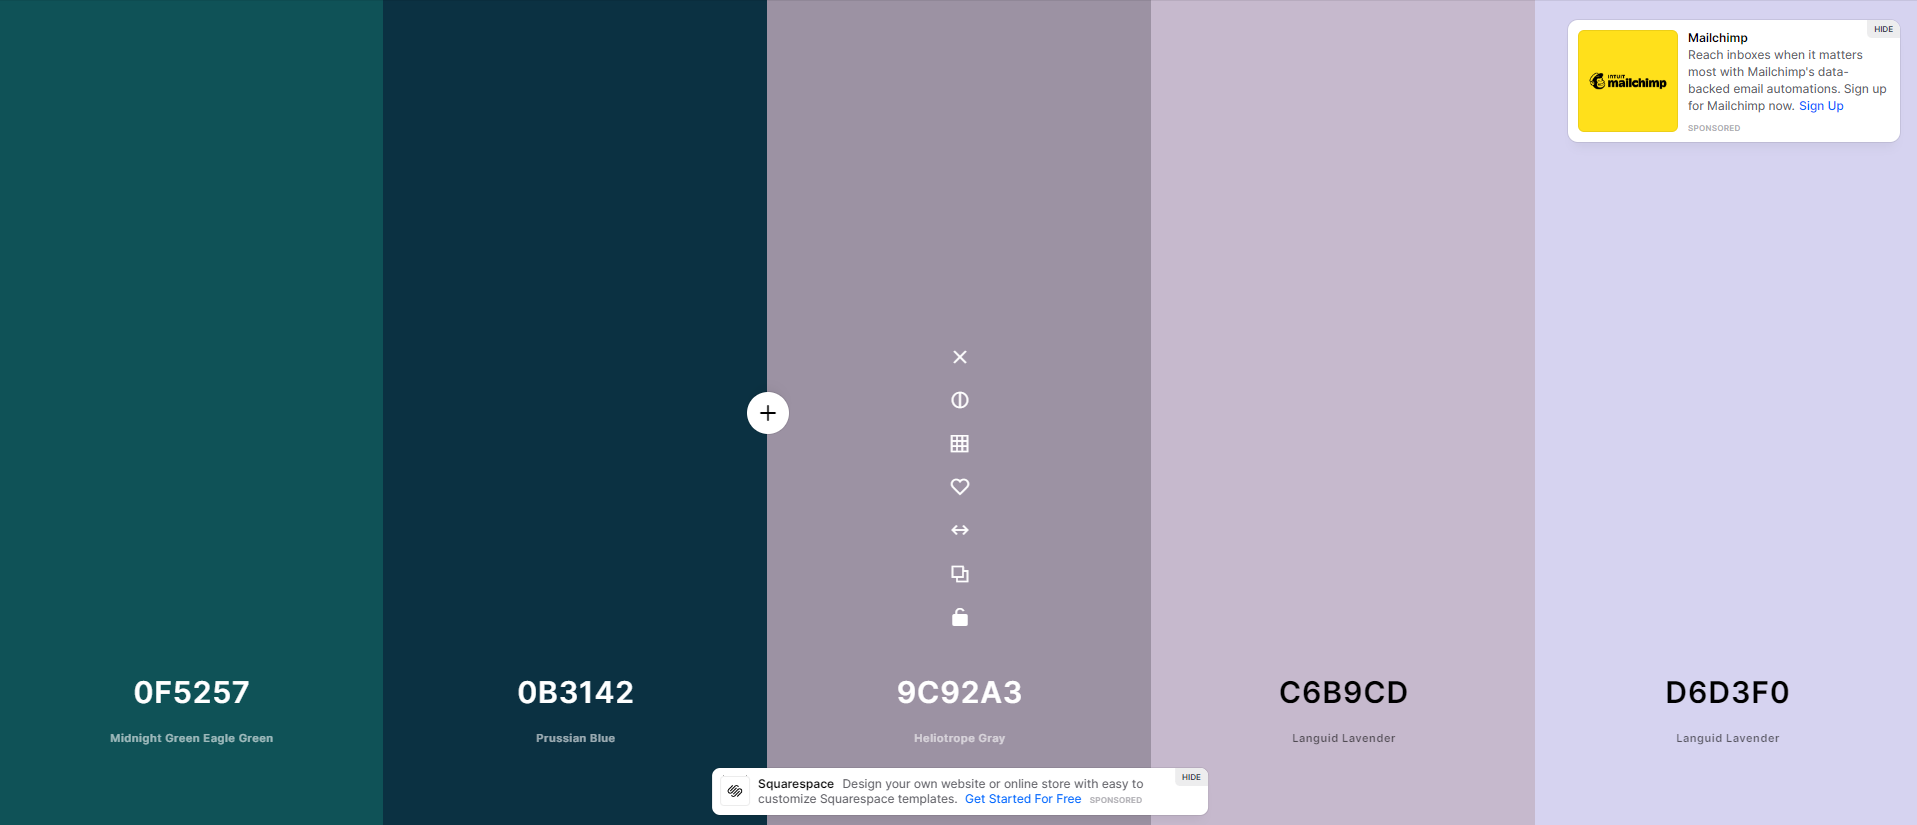 HIDE
Mailchimp
Reach inboxes when it matters
most with Mailchimp's data-
backed email automations. Sign up
for Mailchimp now. Sign Up
SPONSORED
INTUIT
mailchimp
0F5257
0B3142
9C92A3
C6B9CD
D6D3F0
Midnight Green Eagle Green
Prussian Blue
Heliotrope Gray
Languid Lavender
Languid Lavender
HIDE
Squarespace Design your own website or online store with easy to
customize Squarespace templates. Get Started For Free SPONSORED